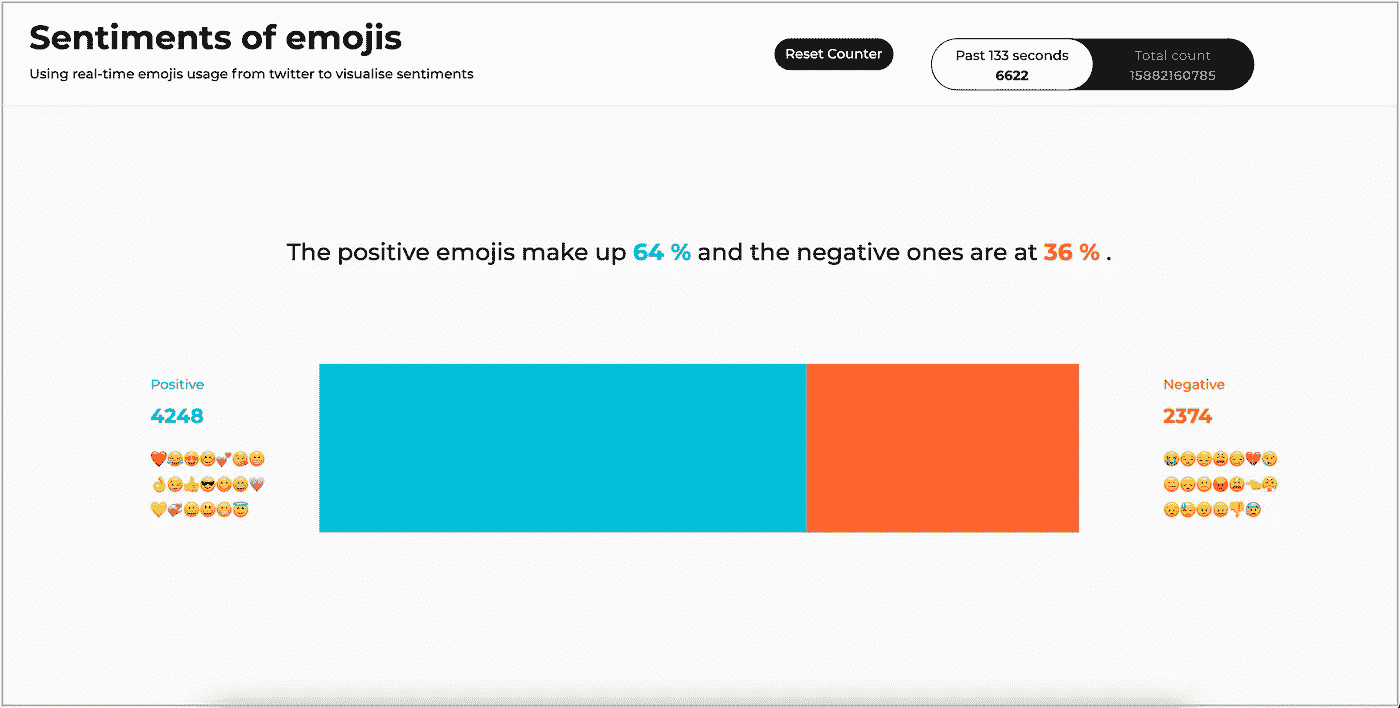 Sentiments of emojis
Using real-time emojis usage from twitter to visualise sentiments
Reset Counter
Past 133 seconds
6622
Total count
15882160785
The positive emojis make up 64 % and the negative ones are at 36 % .
Positive
4248
Negative
2374